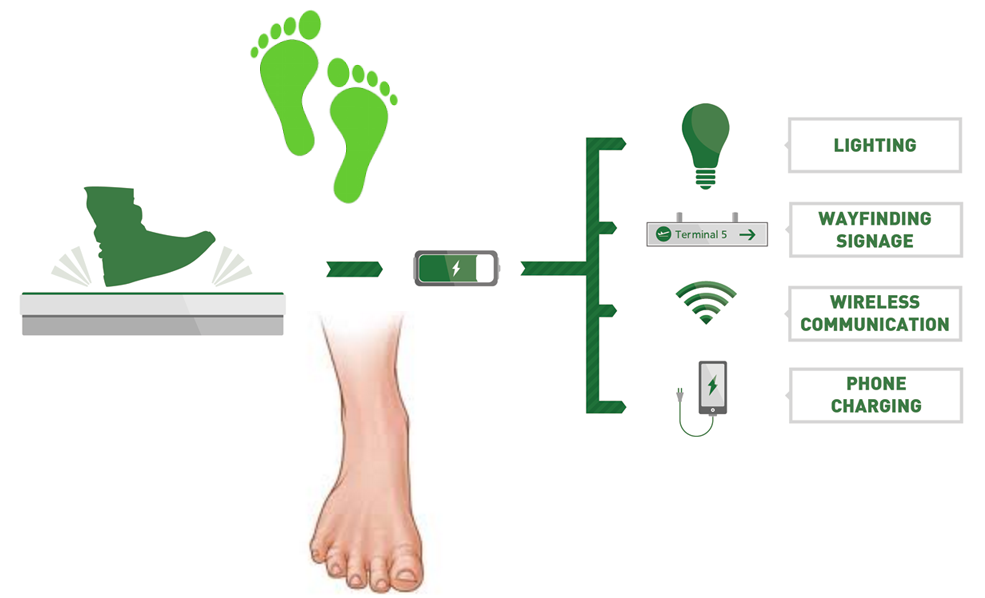 LIGHTING
Terminal 5
WAYFINDING
SIGNAGE
WIRELESS
COMMUNICATION
PHONE
CHARGING